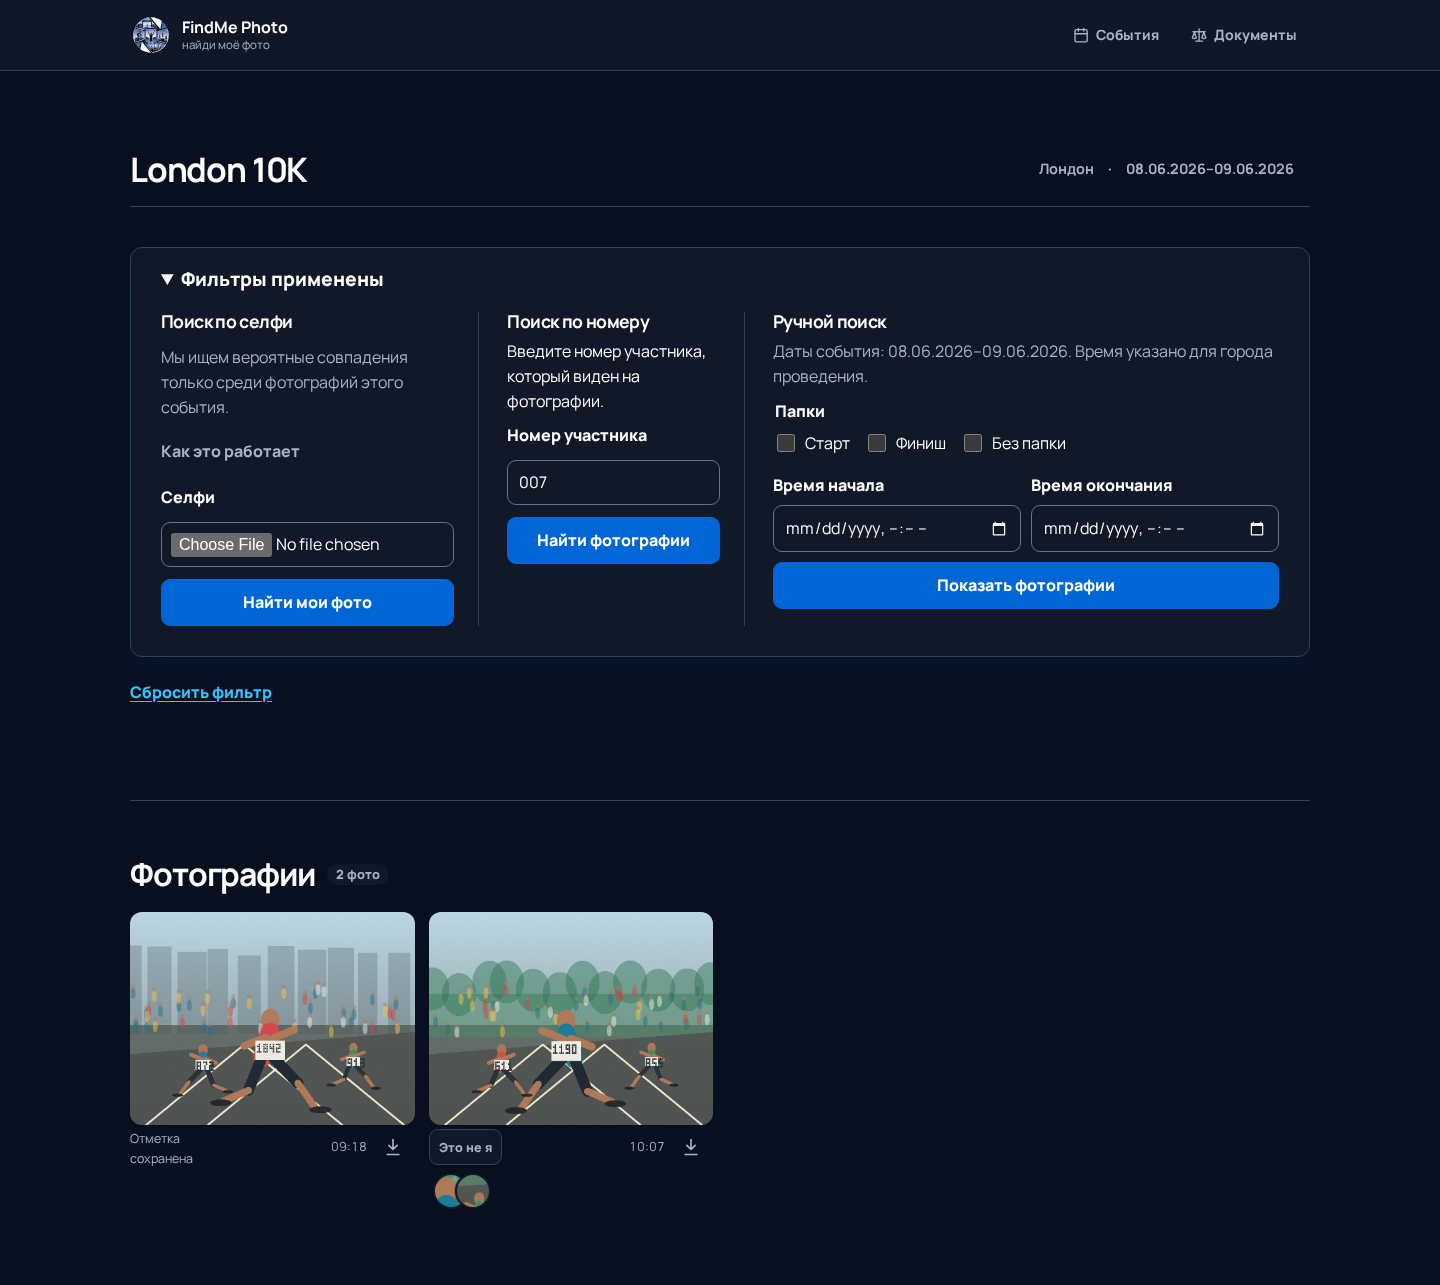 FindMe Photo
найди моё фото
События
Документы
London 10K
Лондон · 08.06.2026–09.06.2026
▼ Фильтры применены
Поиск по селфи
Мы ищем вероятные совпадения
только среди фотографий этого
события.
Как это работает
Селфи
Choose File No file chosen
Найти мои фото
Поиск по номеру
Введите номер участника,
который виден на
фотографии.
Номер участника
007
Найти фотографии
Ручной поиск
Даты события: 08.06.2026–09.06.2026. Время указано для города
проведения.
Папки
Старт
Финиш
Без папки
Время начала
Время окончания
mm/dd/yyyy, --:-- --
mm/dd/yyyy, --:-- --
Показать фотографии
Сбросить фильтр
Фотографии
2 фото
1842
1190
Отметка
сохранена
09:18
Это не я
10:07